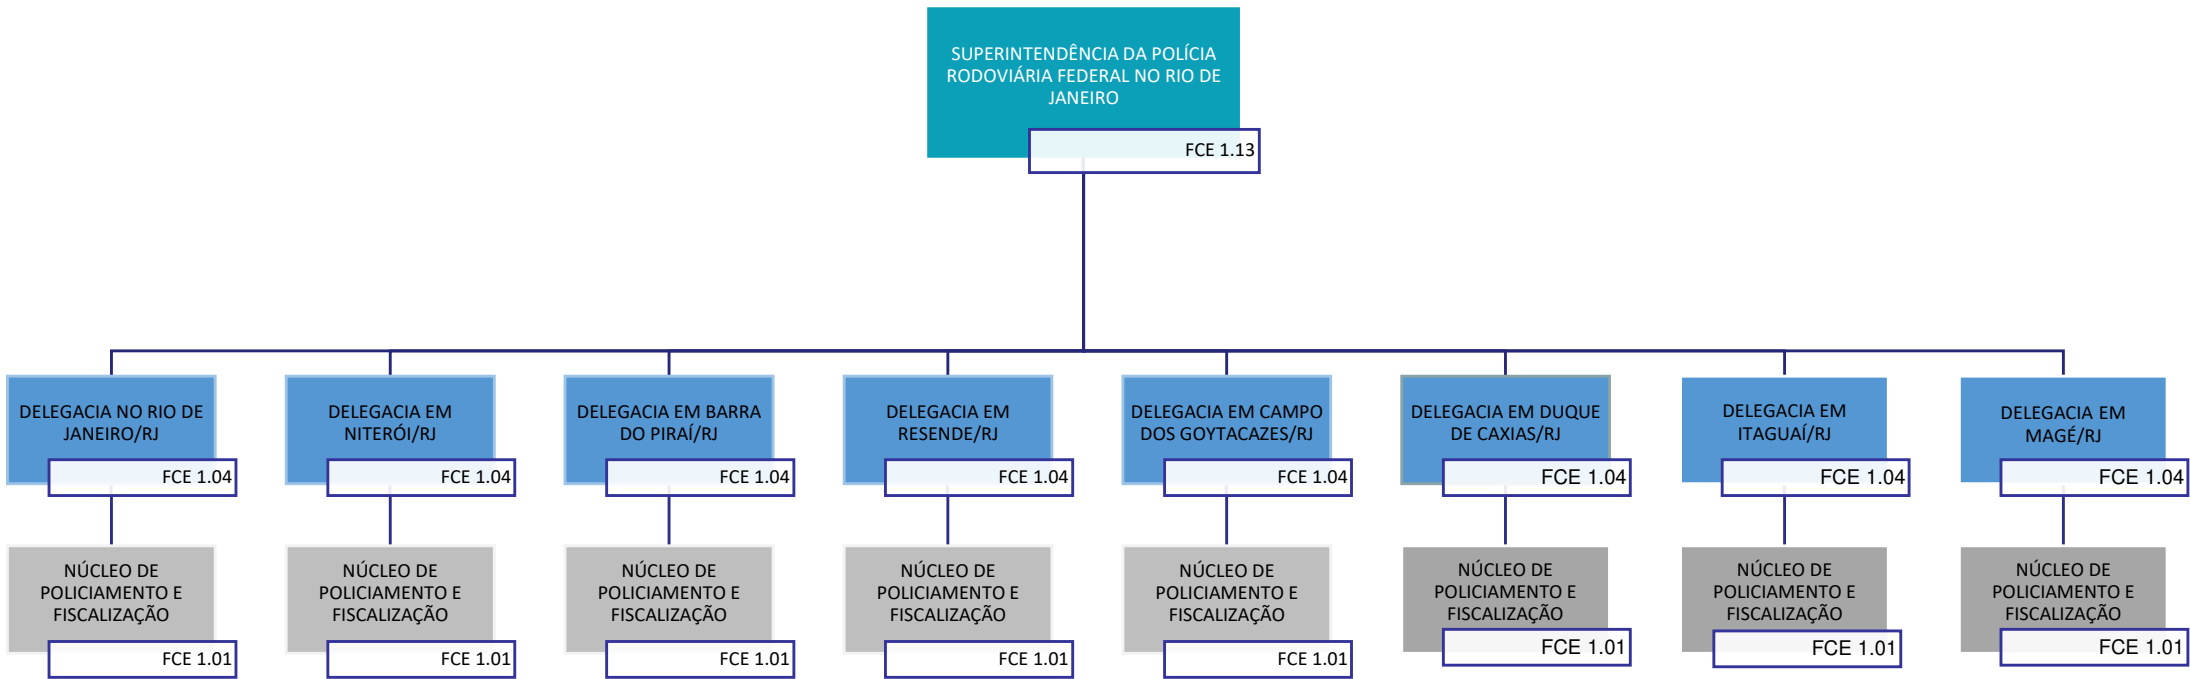 SUPERINTENDÊNCIA DA POLÍCIA
RODOVIÁRIA FEDERAL NO RIO DE
JANEIRO
FCE 1.13
DELEGACIA NO RIO DE
JANEIRO/RJ
FCE 1.04
DELEGACIA EM
NITERÓI/RJ
FCE 1.04
DELEGACIA EM BARRA
DO PIRAÍ/RJ
FCE 1.04
DELEGACIA EM
RESENDE/RJ
FCE 1.04
DELEGACIA EM CAMPO
DOS GOYTACAZES/RJ
FCE 1.04
DELEGACIA EM DUQUE
DE CAXIAS/RJ
FCE 1.04
DELEGACIA EM
ITAGUAÍ/RJ
FCE 1.04
DELEGACIA EM
MAGÉ/RJ
FCE 1.04
NÚCLEO DE
POLICIAMENTO E
FISCALIZAÇÃO
FCE 1.01
NÚCLEO DE
POLICIAMENTO E
FISCALIZAÇÃO
FCE 1.01
NÚCLEO DE
POLICIAMENTO E
FISCALIZAÇÃO
FCE 1.01
NÚCLEO DE
POLICIAMENTO E
FISCALIZAÇÃO
FCE 1.01
NÚCLEO DE
POLICIAMENTO E
FISCALIZAÇÃO
FCE 1.01
NÚCLEO DE
POLICIAMENTO E
FISCALIZAÇÃO
FCE 1.01
NÚCLEO DE
POLICIAMENTO E
FISCALIZAÇÃO
FCE 1.01
NÚCLEO DE
POLICIAMENTO E
FISCALIZAÇÃO
FCE 1.01